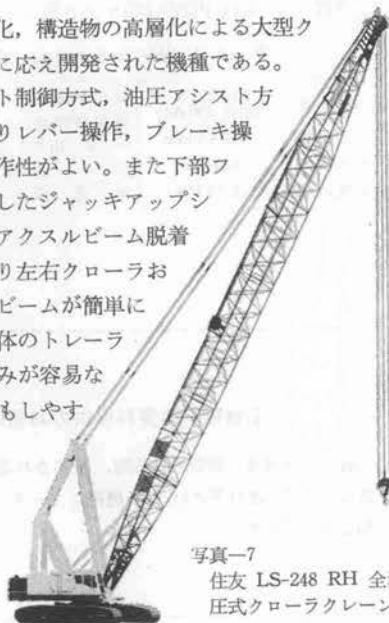 化，構造物の高層化による大型ク
に応え開発された機種である。
ト制御方式，油圧アシスト方
りレバー操作，ブレーキ操
作性がよい。また下部フ
したジャッキアップシ
アクスルビーム脱着
り左右クローラお
ビームが簡単に
体のトレーラ
みが容易な
もしやす
写真—7
住友 LS-248 RH 全
圧式クローラクレーン